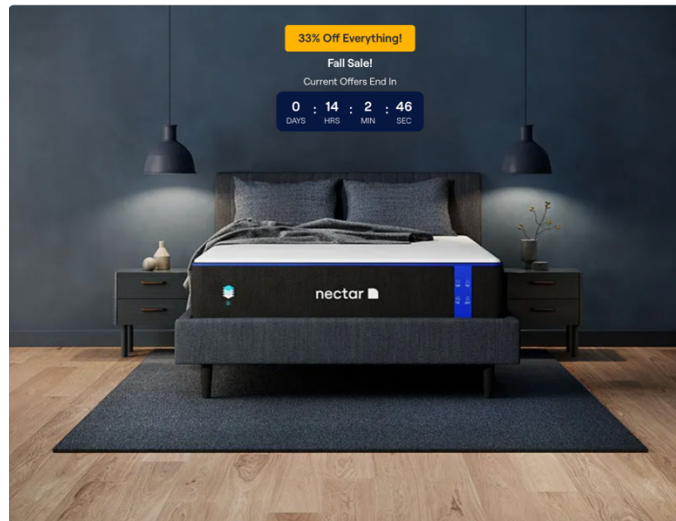 33% Off Everything!
Fall Sale!
Current Offers End In
0 : 14 : 2 : 46
DAYS HRS MIN SEC
nectar